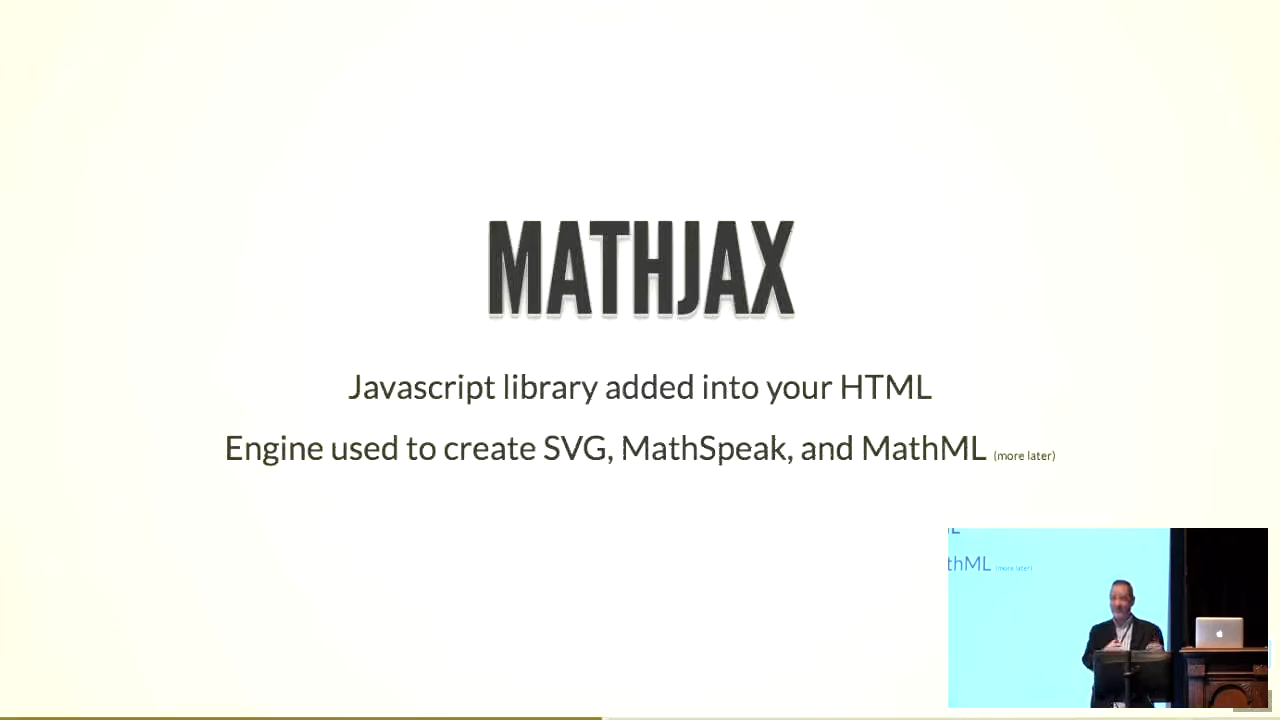 MATHJAX
Javascript library added into your HTML
Engine used to create SVG, MathSpeak, and MathML (more later)
thML (more later)